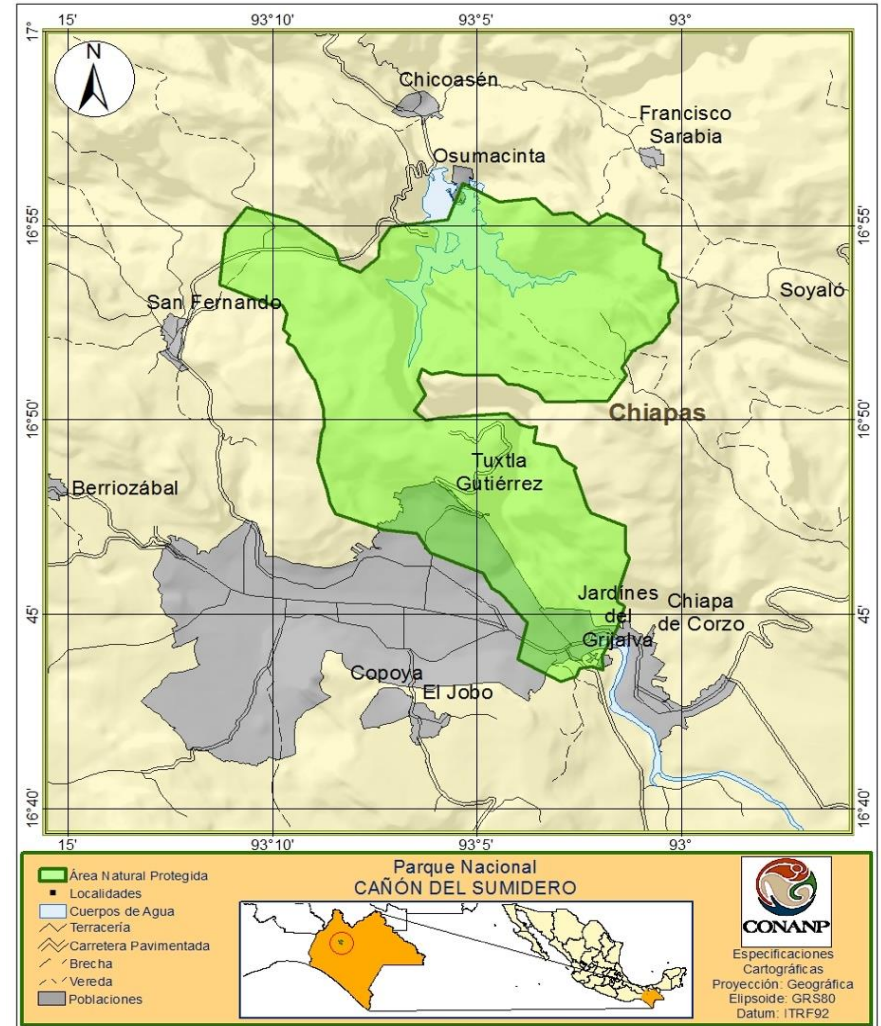 15' 93°10' 93°5' 93°
17°
N
Chicoasén
Francisco
Sarabia
Osumacinta
16°55' 16°55'
San Fernando
Soyaló
16°50' 16°50'
Chiapas
Tuxtla
Gutiérrez
Berriozábal
45' 45'
Jardínes
del
Grijalva
Chiapa
de Corzo
Copoya
El Jobo
16°40' 16°40'
15' 93°10' 93°5' 93°
Área Natural Protegida
Localidades
Cuerpos de Agua
Terracería
Carretera Pavimentada
Brecha
Vereda
Poblaciones
Parque Nacional
CAÑÓN DEL SUMIDERO
CONANP
Especificaciones
Cartográficas
Proyección: Geográfica
Elipsoide: GRS80
Datum: ITRF92